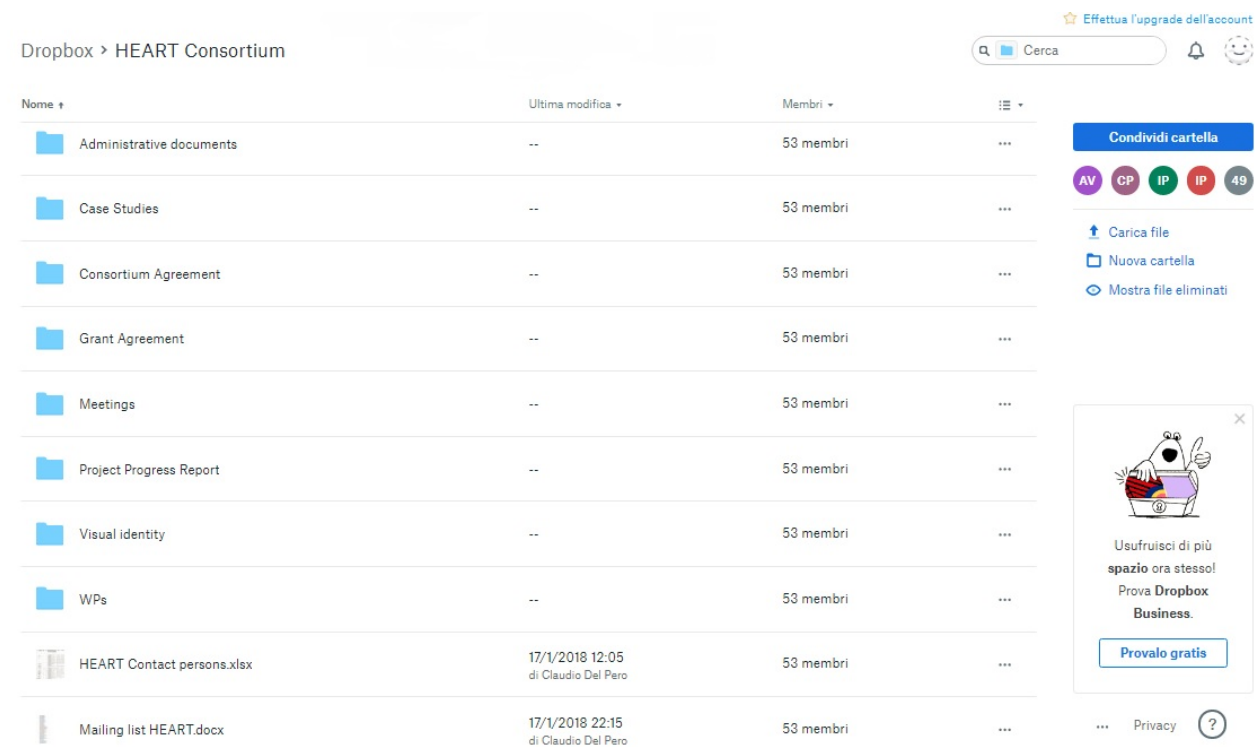 Effettua l'upgrade dell'account
Dropbox > HEART Consortium
Cerca
Nome Ultima modifica Membri
Administrative documents -- 53 membri
Case Studies -- 53 membri
Consortium Agreement -- 53 membri
Grant Agreement -- 53 membri
Meetings -- 53 membri
Project Progress Report -- 53 membri
Visual identity -- 53 membri
WPs -- 53 membri
HEART Contact persons.xlsx 17/1/2018 12:05 53 membri
di Claudio Del Pero
Mailing list HEART.docx 17/1/2018 22:15 53 membri
di Claudio Del Pero
Condividi cartella
AV CP IP IP 49
Carica file
Nuova cartella
Mostra file eliminati
Usufruisci di più
spazio ora stesso!
Prova Dropbox
Business.
Provalo gratis
... Privacy ?